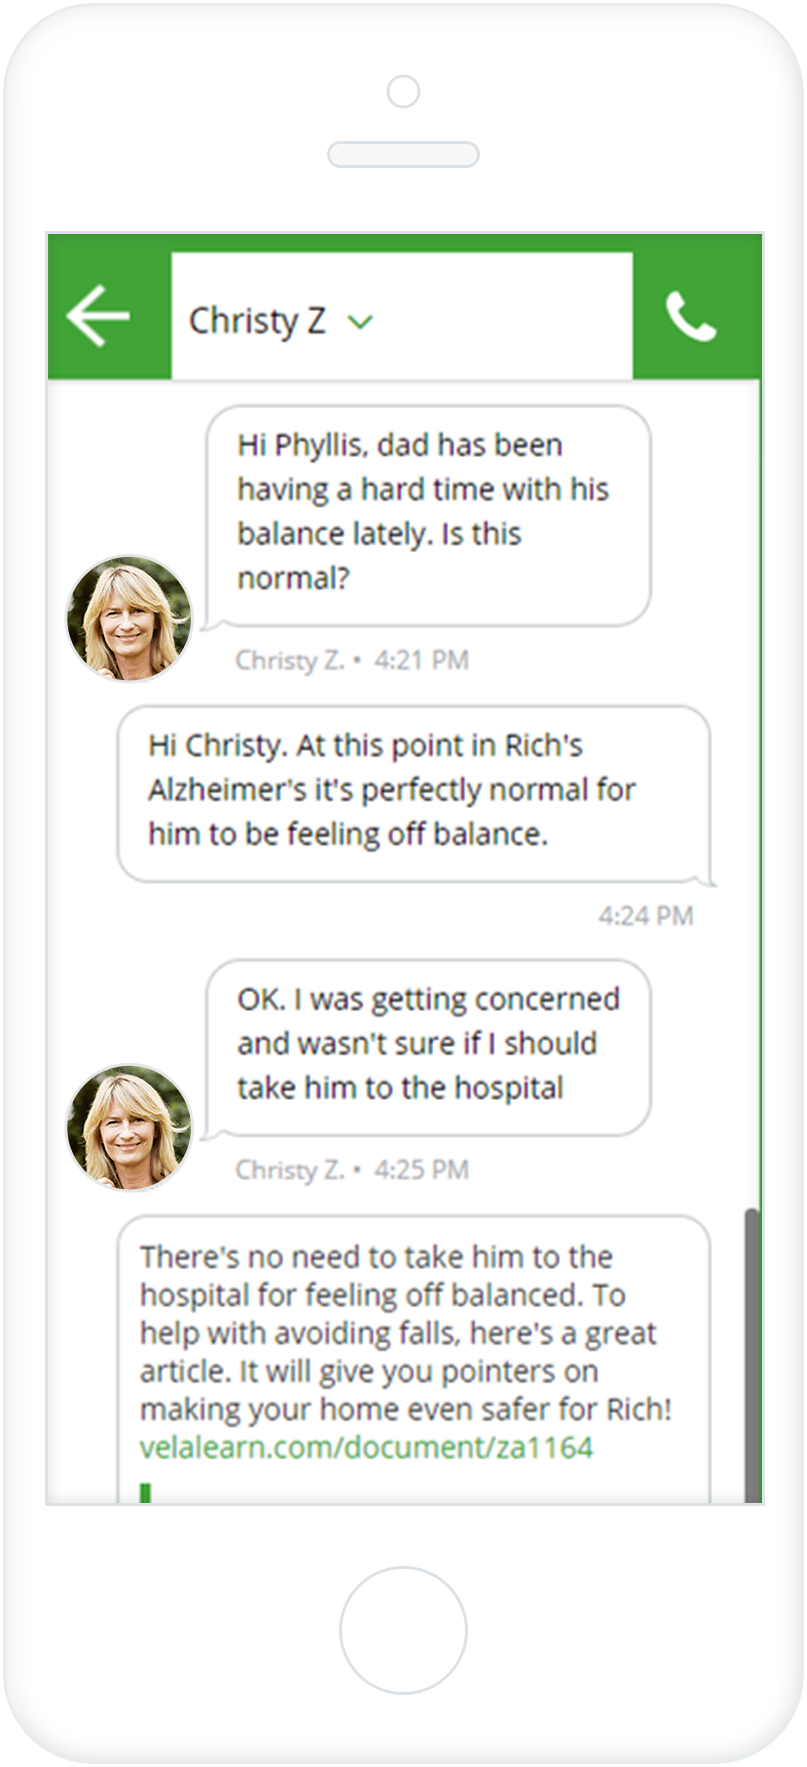 Christy Z
Hi Phyllis, dad has been
having a hard time with his
balance lately. Is this
normal?
Christy Z. • 4:21 PM
Hi Christy. At this point in Rich's
Alzheimer's it's perfectly normal for
him to be feeling off balance.
4:24 PM
OK. I was getting concerned
and wasn't sure if I should
take him to the hospital
Christy Z. • 4:25 PM
There's no need to take him to the
hospital for feeling off balanced. To
help with avoiding falls, here's a great
article. It will give you pointers on
making your home even safer for Rich!
velalearn.com/document/za1164